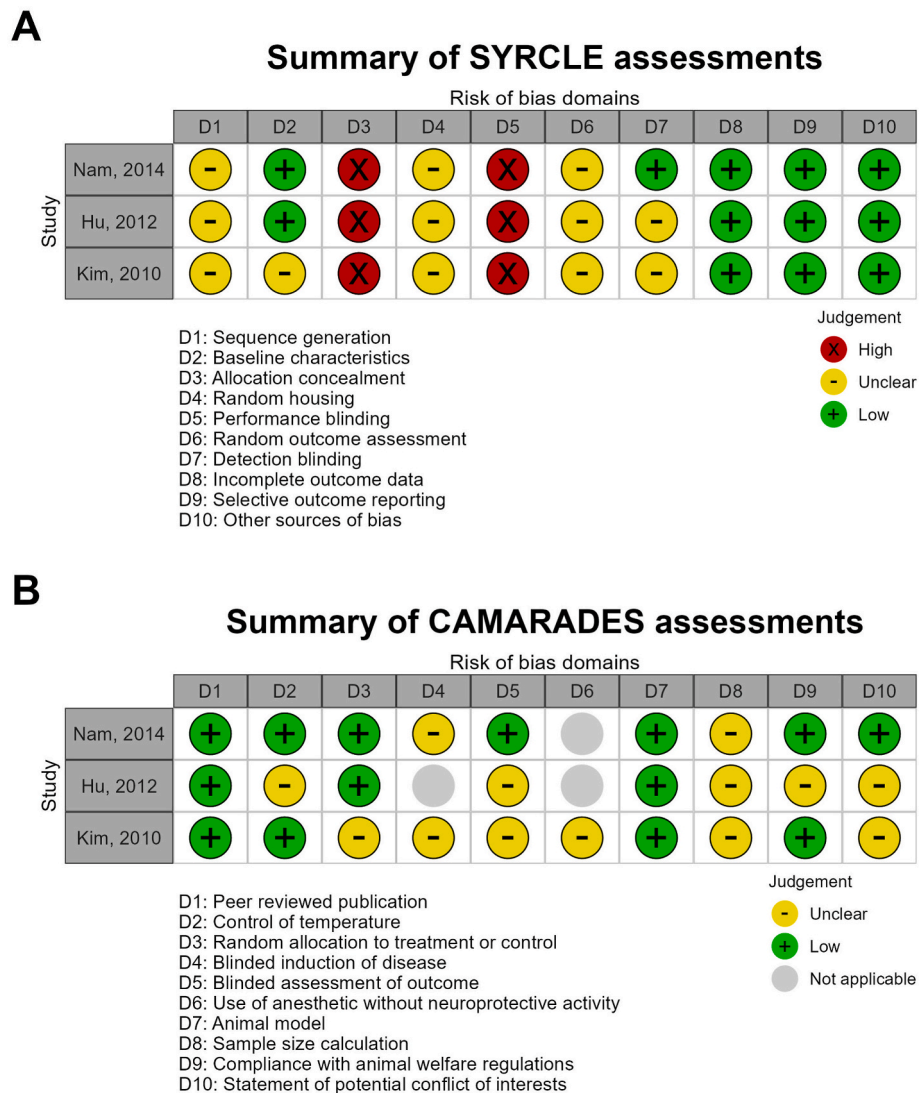 A
Summary of SYRCLE assessments
Risk of bias domains
D1 D2 D3 D4 D5 D6 D7 D8 D9 D10
Study
Nam, 2014 - + X - X - + + + +
Hu, 2012 - + X - X - - + + +
Kim, 2010 - - X - X - - + + +
D1: Sequence generation
D2: Baseline characteristics
D3: Allocation concealment
D4: Random housing
D5: Performance blinding
D6: Random outcome assessment
D7: Detection blinding
D8: Incomplete outcome data
D9: Selective outcome reporting
D10: Other sources of bias
Judgement
X High
- Unclear
+ Low
B
Summary of CAMARADES assessments
Risk of bias domains
D1 D2 D3 D4 D5 D6 D7 D8 D9 D10
Study
Nam, 2014 + + + - + + - + +
Hu, 2012 + - + - + - - -
Kim, 2010 + + - - - - + - + -
D1: Peer reviewed publication
D2: Control of temperature
D3: Random allocation to treatment or control
D4: Blinded induction of disease
D5: Blinded assessment of outcome
D6: Use of anesthetic without neuroprotective activity
D7: Animal model
D8: Sample size calculation
D9: Compliance with animal welfare regulations
D10: Statement of potential conflict of interests
Judgement
- Unclear
+ Low
Not applicable